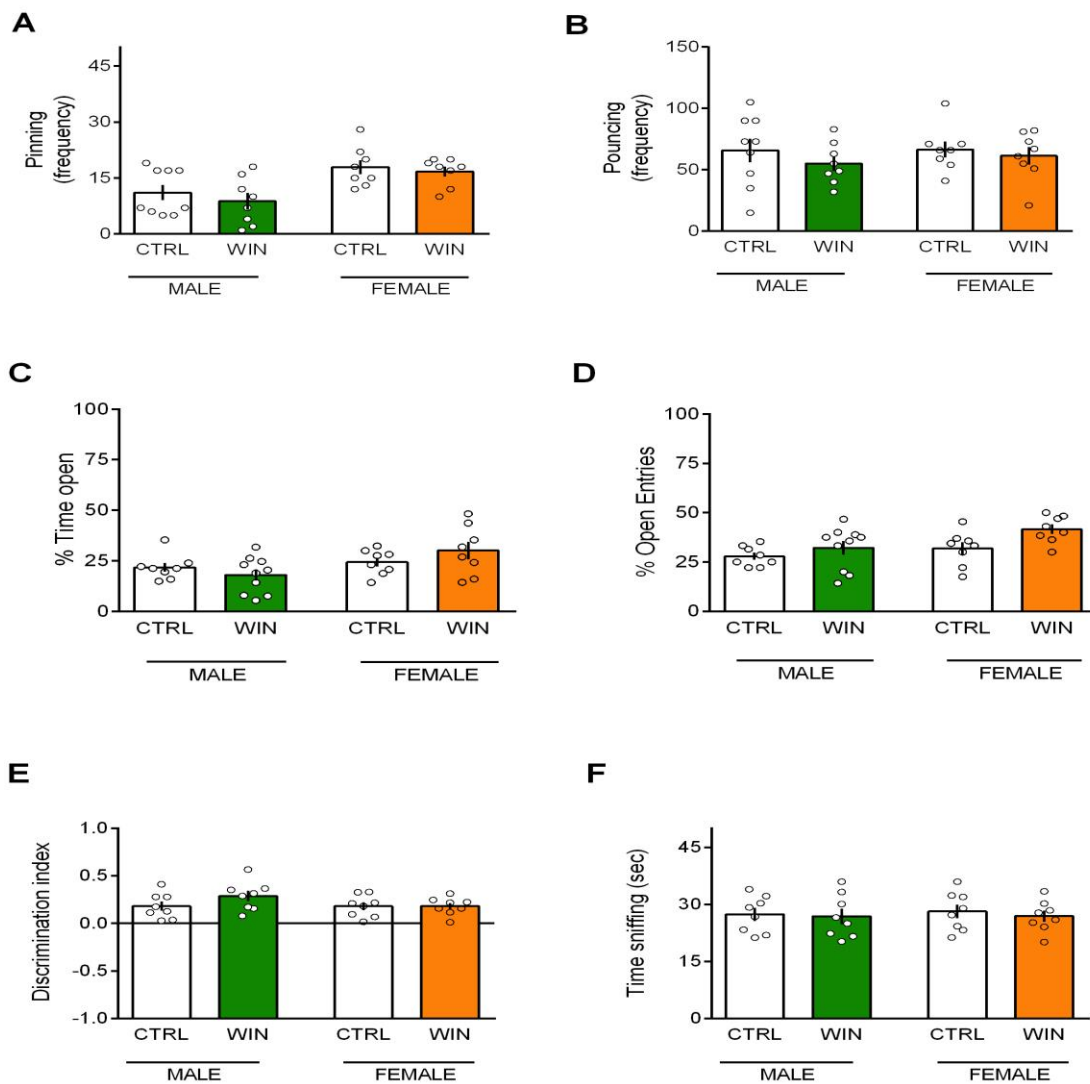 A
Pinning
(frequency)
45
30
15
0
CTRL WIN CTRL WIN
MALE FEMALE
B
Pouncing
(frequency)
150
100
50
0
CTRL WIN CTRL WIN
MALE FEMALE
C
% Time open
100
75
50
25
0
CTRL WIN CTRL WIN
MALE FEMALE
D
% Open Entries
100
75
50
25
0
CTRL WIN CTRL WIN
MALE FEMALE
E
Discrimination index
1.0
0.5
0.0
-0.5
-1.0
CTRL WIN CTRL WIN
MALE FEMALE
F
Time sniffing (sec)
45
30
15
0
CTRL WIN CTRL WIN
MALE FEMALE